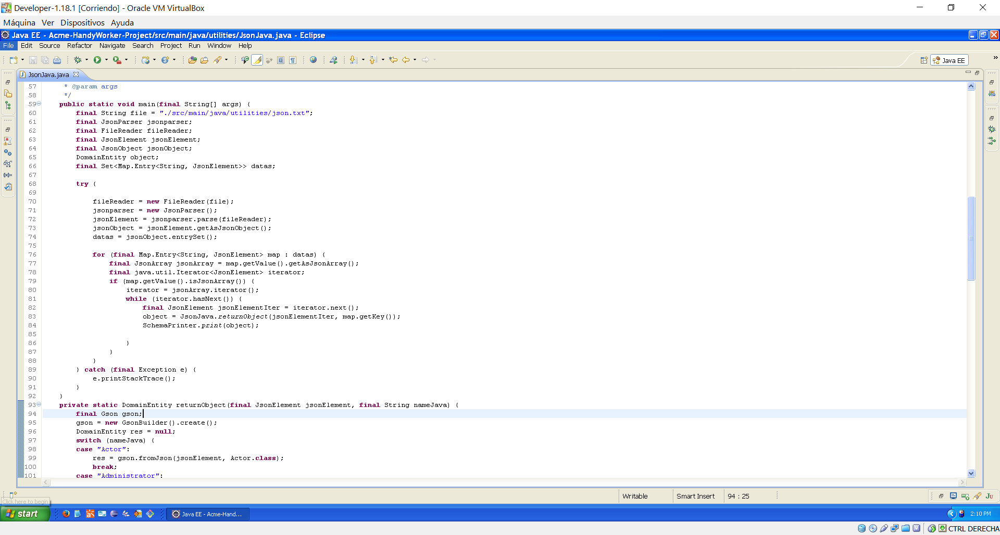 Developer-1.18.1 [Corriendo] - Oracle VM VirtualBox
Máquina Ver Dispositivos Ayuda
Java EE - Acme-HandyWorker-Project/src/main/java/utilities/JsonJava.java - Eclipse
File Edit Source Refactor Navigate Search Project Run Window Help
Java EE
JsonJava.java
57 * @param args
58 */
59 public static void main(final String[] args) {
60 final String file = "./src/main/java/utilities/json.txt";
61 final JsonParser jsonparser;
62 final FileReader fileReader;
63 final JsonElement jsonElement;
64 final JsonObject jsonObject;
65 DomainEntity object;
66 final Set<Map.Entry<String, JsonElement>> datas;
67
68 try {
69
70 fileReader = new FileReader(file);
71 jsonparser = new JsonParser();
72 jsonElement = jsonparser.parse(fileReader);
73 jsonObject = jsonElement.getAsJsonObject();
74 datas = jsonObject.entrySet();
75
76 for (final Map.Entry<String, JsonElement> map : datas) {
77 final JsonArray jsonArray = map.getValue().getAsJsonArray();
78 final java.util.Iterator<JsonElement> iterator;
79 if (map.getValue().isJsonArray()) {
80 iterator = jsonArray.iterator();
81 while (iterator.hasNext()) {
82 final JsonElement jsonElementIter = iterator.next();
83 object = JsonJava.returnObject(jsonElementIter, map.getKey());
84 SchemaPrinter.print(object);
85
86 }
87 }
88 }
89 } catch (final Exception e) {
90 e.printStackTrace();
91 }
92 }
93 private static DomainEntity returnObject(final JsonElement jsonElement, final String nameJava) {
94 final Gson gson;
95 gson = new GsonBuilder().create();
96 DomainEntity res = null;
97 switch (nameJava) {
98 case "Actor":
99 res = gson.fromJson(jsonElement, Actor.class);
100 break;
101 case "Administrator":
Writable Smart Insert 94 : 25
Click here to begin
start Java EE - Acme-Hand... 2:10 PM
CTRL DERECHA